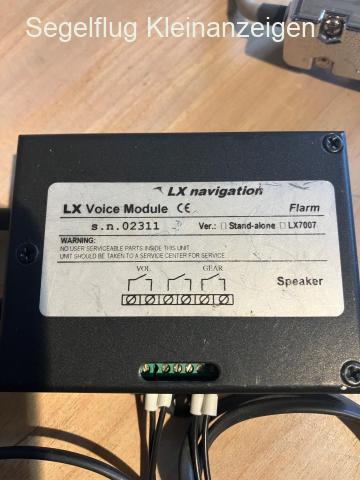 Segelflug Kleinanzeigen
LX navigation
LX Voice Module CE Flarm
s.n.02311 Ver.: □ Stand-alone □ LX7007
WARNING:
NO USER SERVICEABLE PARTS INSIDE THIS UNIT
UNIT SHOULD BE TAKEN TO A SERVICE CENTER FOR SERVICE.
VOL GEAR
Speaker